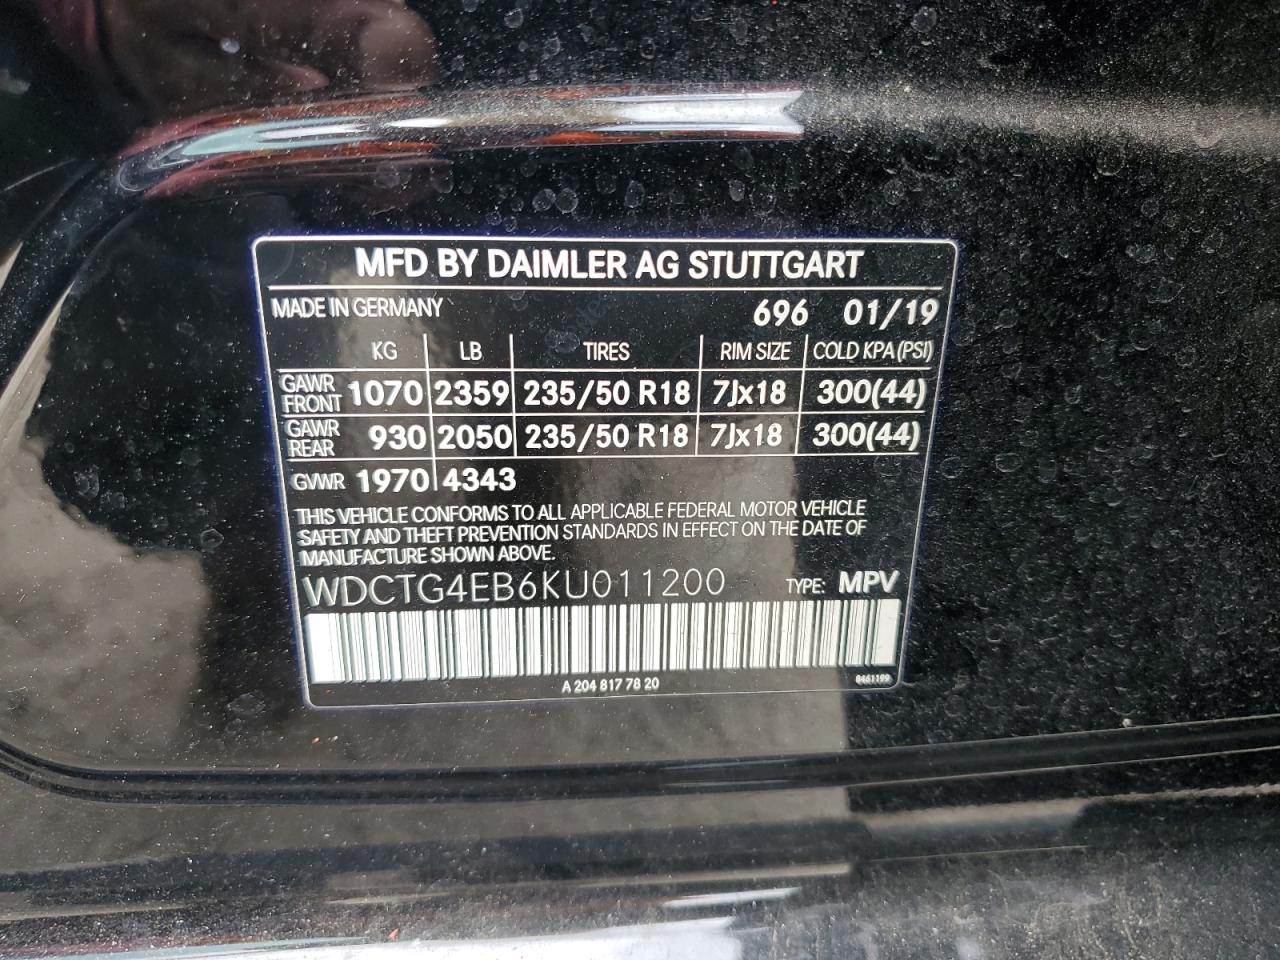 MFD BY DAIMLER AG STUTTGART
MADE IN GERMANY 696 01/19
KG LB TIRES RIM SIZE COLD KPA (PSI)
GAWR FRONT 1070 2359 235/50 R18 7Jx18 300(44)
GAWR REAR 930 2050 235/50 R18 7Jx18 300(44)
GVWR 1970 4343
THIS VEHICLE CONFORMS TO ALL APPLICABLE FEDERAL MOTOR VEHICLE
SAFETY AND THEFT PREVENTION STANDARDS IN EFFECT ON THE DATE OF
MANUFACTURE SHOWN ABOVE.
WDCTG4EB6KU011200 TYPE: MPV
A 204 817 78 20 8461199